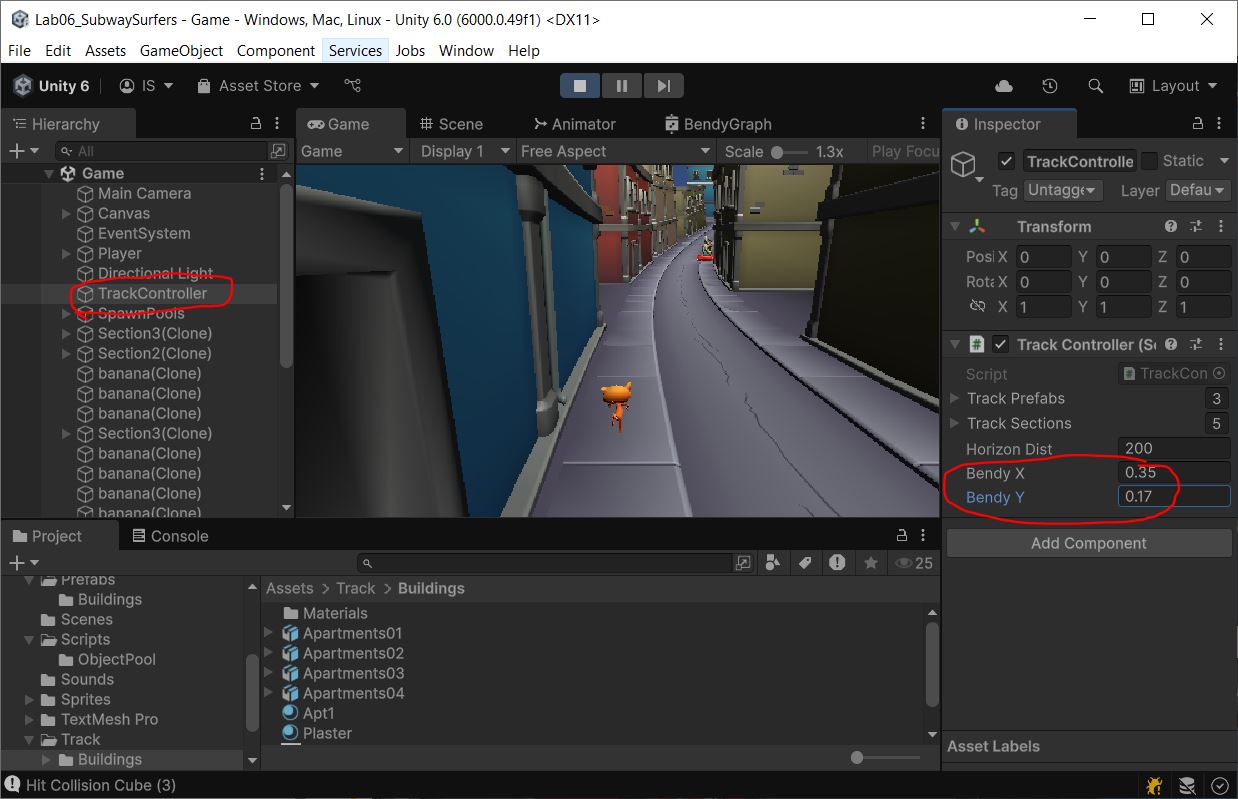 Lab06_SubwaySurfers - Game - Windows, Mac, Linux - Unity 6.0 (6000.0.49f1) <DX11>
File Edit Assets GameObject Component Services Jobs Window Help
Unity 6 IS Asset Store Layout
Hierarchy
All
Game
Main Camera
Canvas
EventSystem
Player
Directional Light
TrackController
SpawnPools
Section3(Clone)
Section2(Clone)
banana(Clone)
banana(Clone)
banana(Clone)
Section3(Clone)
banana(Clone)
banana(Clone)
banana(Clone)
banana(Clone)
Game Scene Animator BendyGraph
Game Display 1 Free Aspect Scale 1.3x Play Focu
Inspector
TrackControlle Static
Tag Untagge Layer Defau
Transform
Posi X 0 Y 0 Z 0
Rota X 0 Y 0 Z 0
X 1 Y 1 Z 1
Track Controller (Sc
Script TrackCon
Track Prefabs 3
Track Sections 5
Horizon Dist 200
Bendy X 0.35
Bendy Y 0.17
Add Component
Asset Labels
Project Console
25
Prefabs
Buildings
Scenes
Scripts
ObjectPool
Sounds
Sprites
TextMesh Pro
Track
Buildings
Assets > Track > Buildings
Materials
Apartments01
Apartments02
Apartments03
Apartments04
Apt1
Plaster
Hit Collision Cube (3)